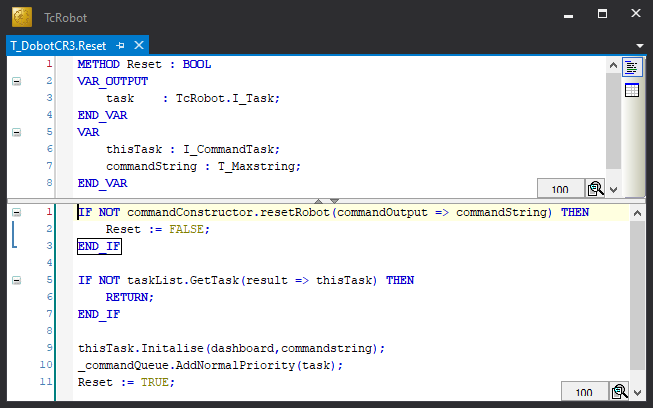 TcRobot
T_DobotCR3.Reset
1 METHOD Reset : BOOL
2 VAR_OUTPUT
3 task : TcRobot.I_Task;
4 END_VAR
5 VAR
6 thisTask : I_CommandTask;
7 commandString : T_Maxstring;
8 END_VAR
100
1 IF NOT commandConstructor.resetRobot(commandOutput => commandString) THEN
2 Reset := FALSE;
3 END_IF
4
5 IF NOT taskList.GetTask(result => thisTask) THEN
6 RETURN;
7 END_IF
8
9 thisTask.Initalise(dashboard,commandstring);
10 _commandQueue.AddNormalPriority(task);
11 Reset := TRUE;
100